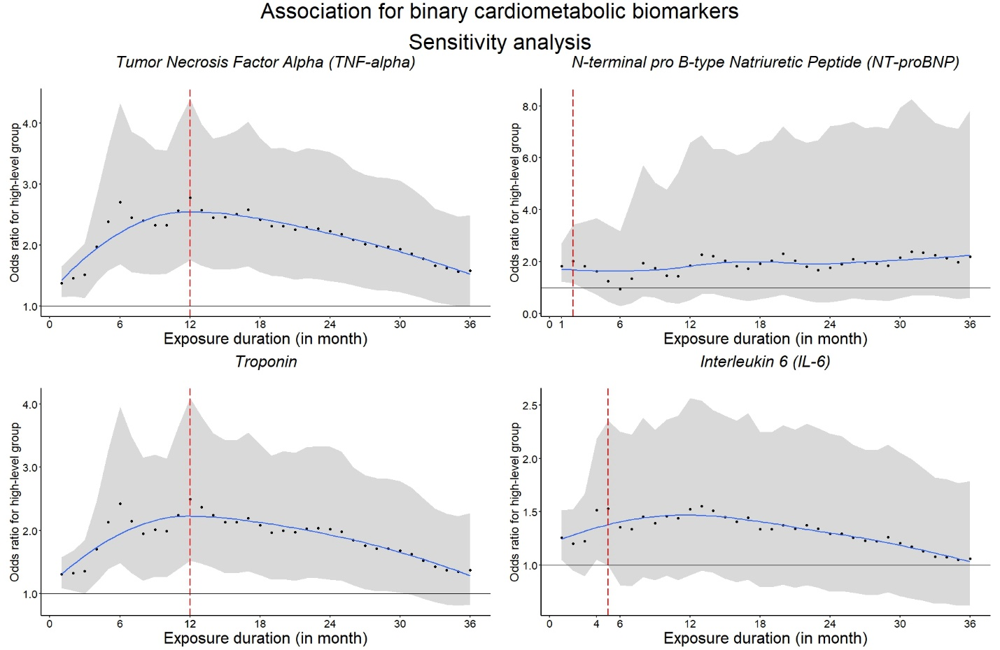 Association for binary cardiometabolic biomarkers
Sensitivity analysis
Tumor Necrosis Factor Alpha (TNF-alpha)
Odds ratio for high-level group
4.0
3.0
2.0
1.0
0 6 12 18 24 30 36
Exposure duration (in month)
N-terminal pro B-type Natriuretic Peptide (NT-proBNP)
Odds ratio for high-level group
8.0
6.0
4.0
2.0
0.0
0 1 6 12 18 24 30 36
Exposure duration (in month)
Troponin
Odds ratio for high-level group
4.0
3.0
2.0
1.0
0 6 12 18 24 30 36
Exposure duration (in month)
Interleukin 6 (IL-6)
Odds ratio for high-level group
2.5
2.0
1.5
1.0
0 4 6 12 18 24 30 36
Exposure duration (in month)